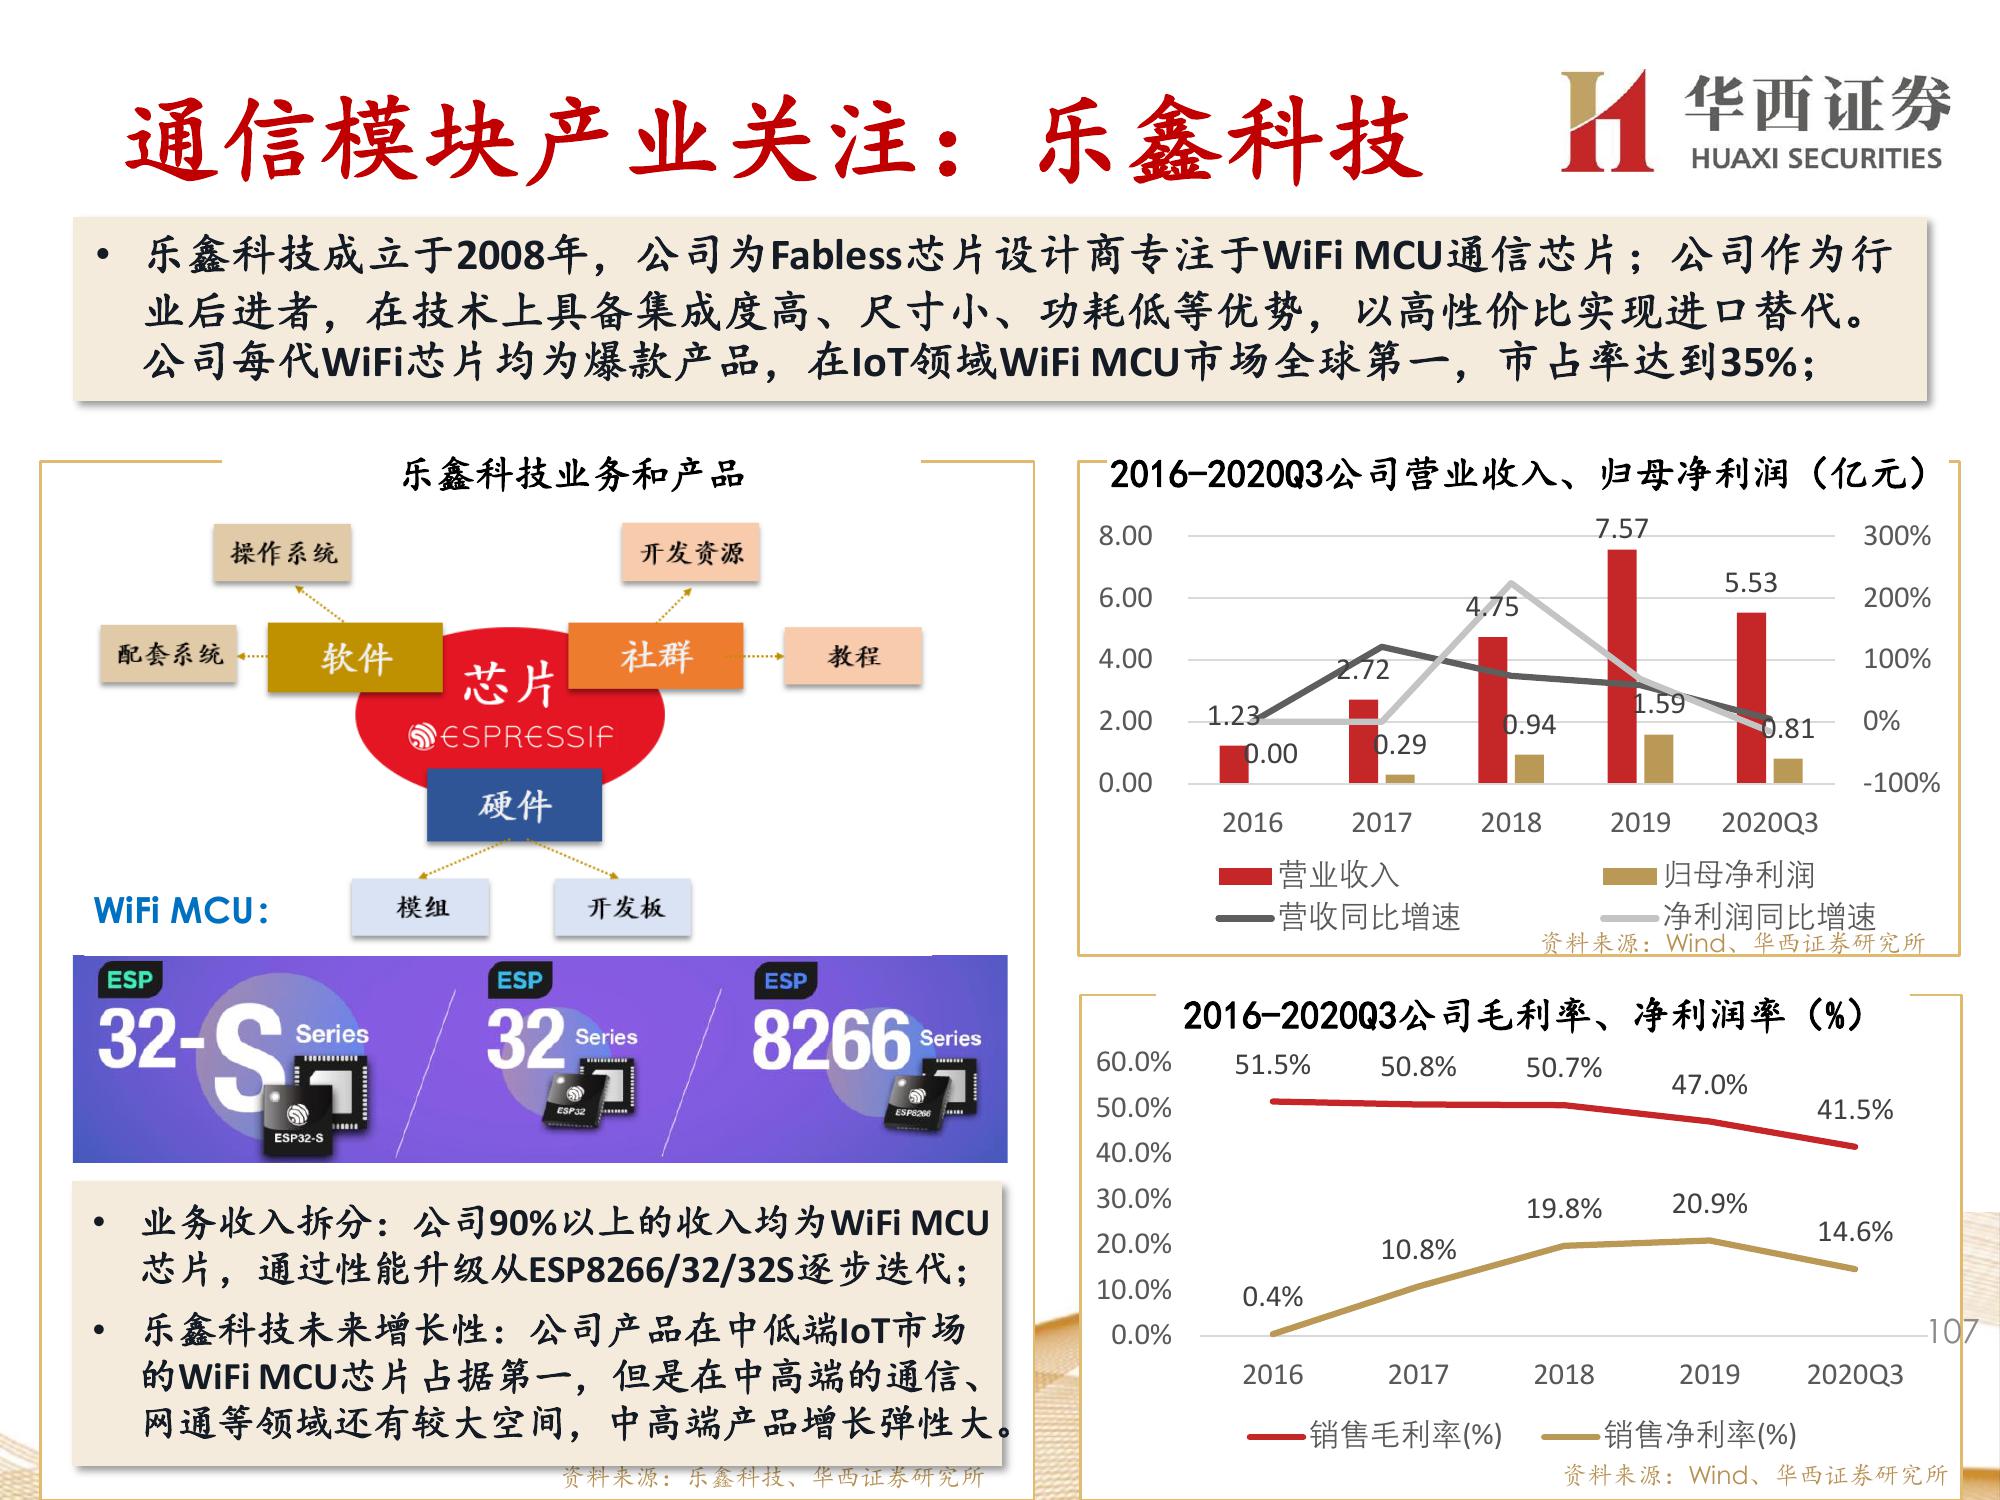 通信模块产业关注：乐鑫科技
华西证券
HUAXI SECURITIES
• 乐鑫科技成立于2008年，公司为Fabless芯片设计商专注于WiFi MCU通信芯片；公司作为行
业后进者，在技术上具备集成度高、尺寸小、功耗低等优势，以高性价比实现进口替代。
公司每代WiFi芯片均为爆款产品，在IoT领域WiFi MCU市场全球第一，市占率达到35%；
乐鑫科技业务和产品
操作系统
开发资源
配套系统
软件
社群
教程
芯片
ESPRESSIF
硬件
模组
开发板
WiFi MCU：
ESP
32-S Series
ESP32-S
ESP
32 Series
ESP32
ESP
8266 Series
ESP8266
• 业务收入拆分：公司90%以上的收入均为WiFi MCU
芯片，通过性能升级从ESP8266/32/32S逐步迭代；
• 乐鑫科技未来增长性：公司产品在中低端IoT市场
的WiFi MCU芯片占据第一，但是在中高端的通信、
网通等领域还有较大空间，中高端产品增长弹性大。
资料来源：乐鑫科技、华西证券研究所
2016-2020Q3公司营业收入、归母净利润（亿元）
8.00
6.00
4.00
2.00
0.00
300%
200%
100%
0%
-100%
1.23
2.72
4.75
7.57
5.53
0.00
0.29
0.94
1.59
0.81
2016 2017 2018 2019 2020Q3
营业收入 归母净利润
营收同比增速 净利润同比增速
资料来源：Wind、华西证券研究所
2016-2020Q3公司毛利率、净利润率（%）
60.0%
50.0%
40.0%
30.0%
20.0%
10.0%
0.0%
51.5% 50.8% 50.7% 47.0% 41.5%
0.4% 10.8% 19.8% 20.9% 14.6%
2016 2017 2018 2019 2020Q3
销售毛利率(%) 销售净利率(%)
资料来源：Wind、华西证券研究所
107